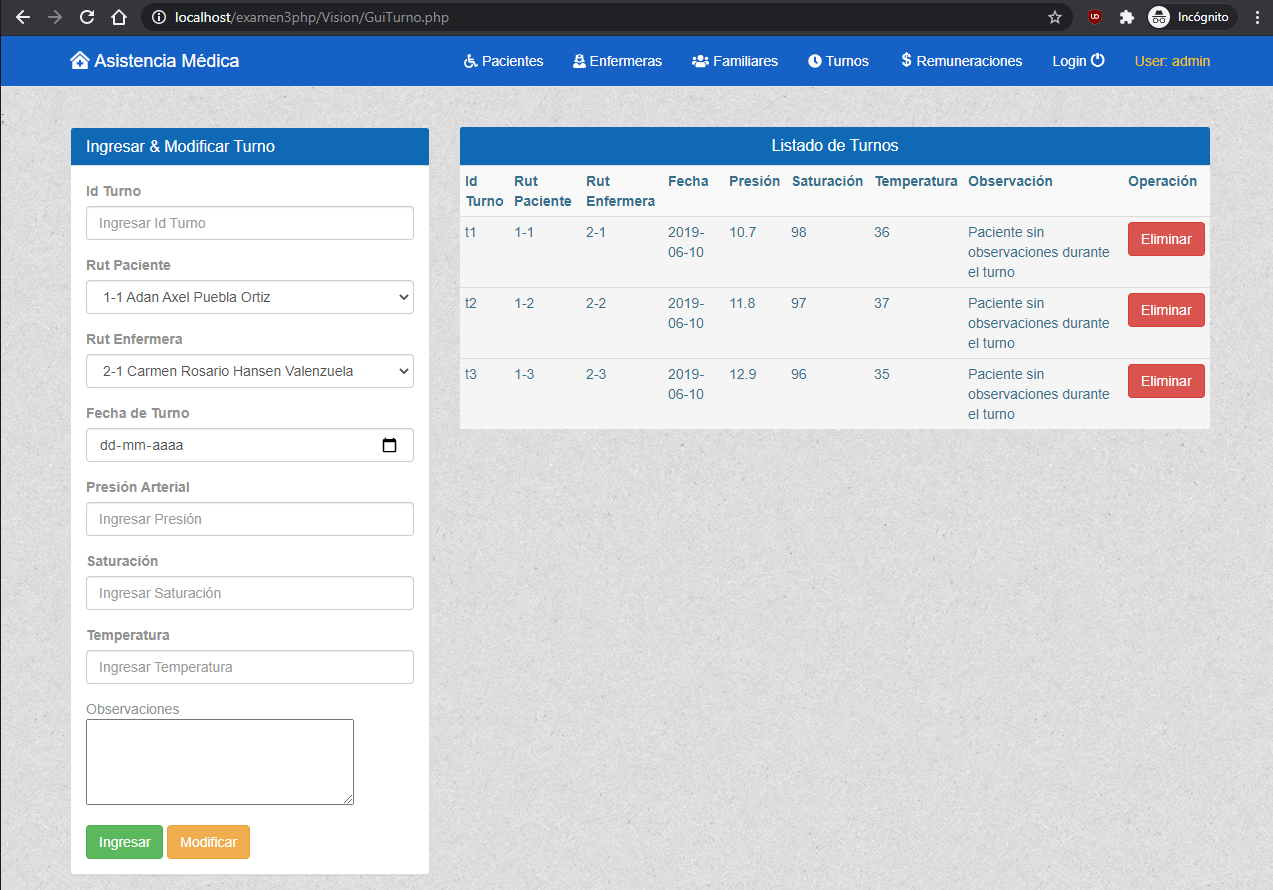 localhost/examen3php/Vision/GuiTurno.php
Incógnito
Asistencia Médica
Pacientes
Enfermeras
Familiares
Turnos
$ Remuneraciones
Login
User: admin
;
Ingresar & Modificar Turno
Id Turno
Ingresar Id Turno
Rut Paciente
1-1 Adan Axel Puebla Ortiz
Rut Enfermera
2-1 Carmen Rosario Hansen Valenzuela
Fecha de Turno
dd-mm-aaaa
Presión Arterial
Ingresar Presión
Saturación
Ingresar Saturación
Temperatura
Ingresar Temperatura
Observaciones
Ingresar Modificar
Listado de Turnos
Id Rut Rut Fecha Presión Saturación Temperatura Observación Operación
Turno Paciente Enfermera
t1 1-1 2-1 2019- 10.7 98 36 Paciente sin Eliminar
06-10 observaciones durante
el turno
t2 1-2 2-2 2019- 11.8 97 37 Paciente sin Eliminar
06-10 observaciones durante
el turno
t3 1-3 2-3 2019- 12.9 96 35 Paciente sin Eliminar
06-10 observaciones durante
el turno